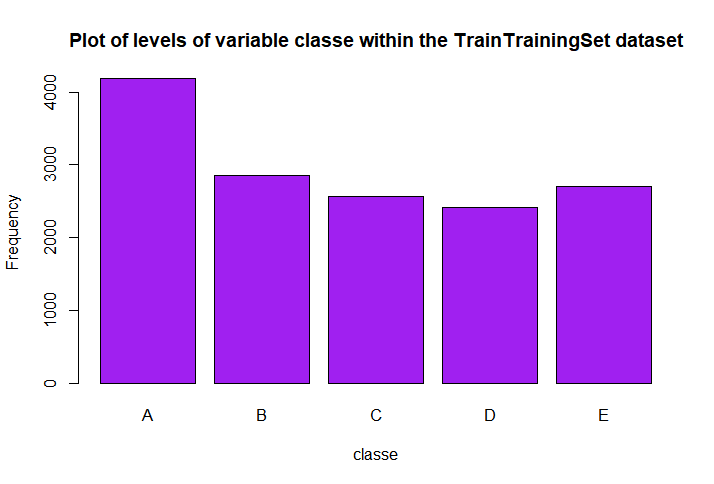 Plot of levels of variable classe within the TrainTrainingSet dataset
Frequency
4000
3000
2000
1000
0
A B C D E
classe